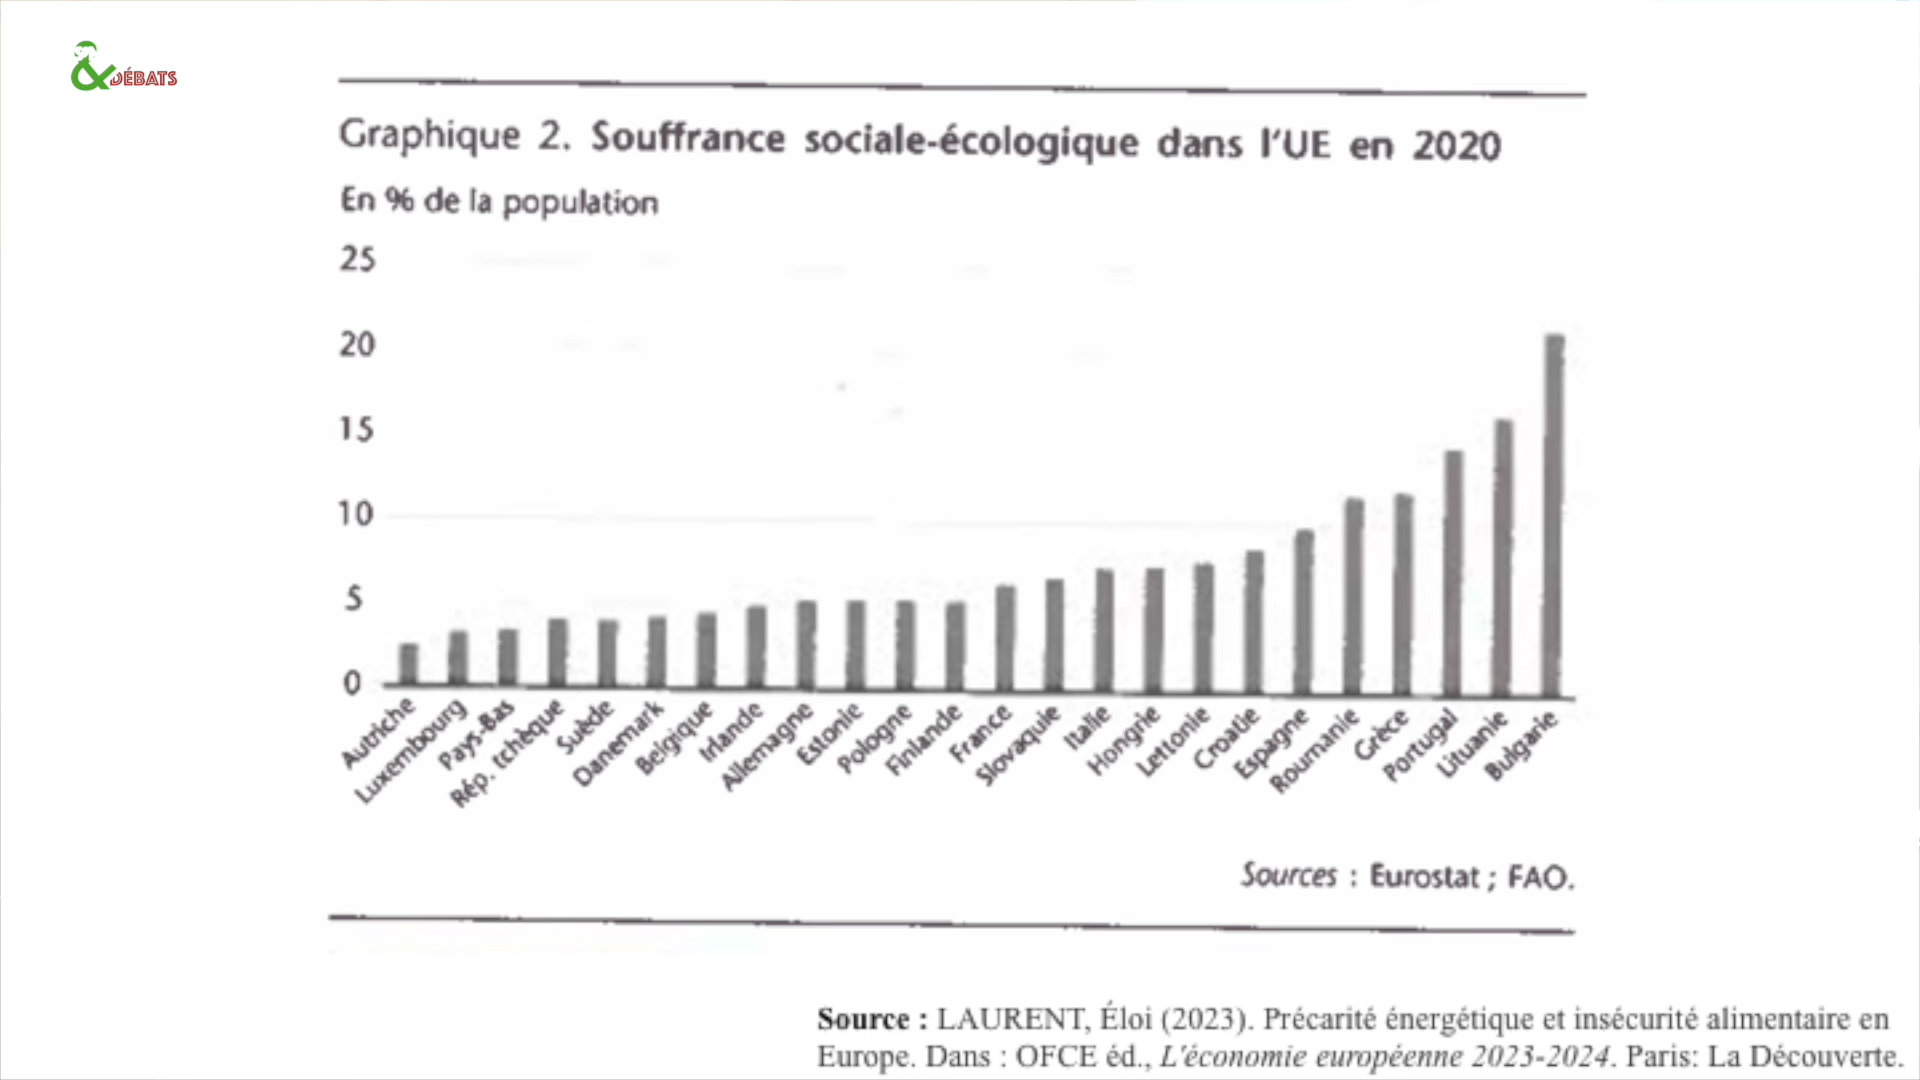 &DÉBATS
Graphique 2. Souffrance sociale-écologique dans l'UE en 2020
En % de la population
25
20
15
10
5
0
Autriche
Luxembourg
Pays-Bas
Rép. tchèque
Suède
Danemark
Belgique
Irlande
Allemagne
Estonie
Pologne
Finlande
France
Slovaquie
Italie
Hongrie
Lettonie
Croatie
Espagne
Roumanie
Grèce
Portugal
Lituanie
Bulgarie
Sources : Eurostat ; FAO.
Source : LAURENT, Éloi (2023). Précarité énergétique et insécurité alimentaire en
Europe. Dans : OFCE éd., L'économie européenne 2023-2024. Paris: La Découverte.